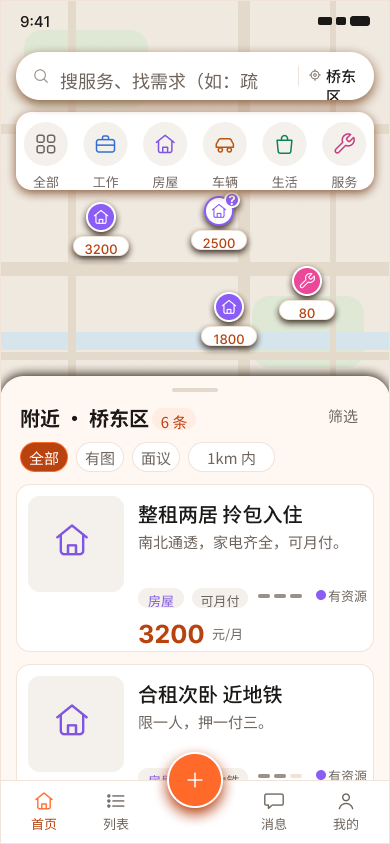 9:41
搜服务、找需求（如：疏
桥东
区
全部 工作 房屋 车辆 生活 服务
?
3200
2500
80
1800
附近 · 桥东区 6 条
筛选
全部 有图 面议 1km 内
整租两居 拎包入住
南北通透，家电齐全，可月付。
房屋 可月付 有资源
3200 元/月
合租次卧 近地铁
限一人，押一付三。
有资源
首页 列表 消息 我的